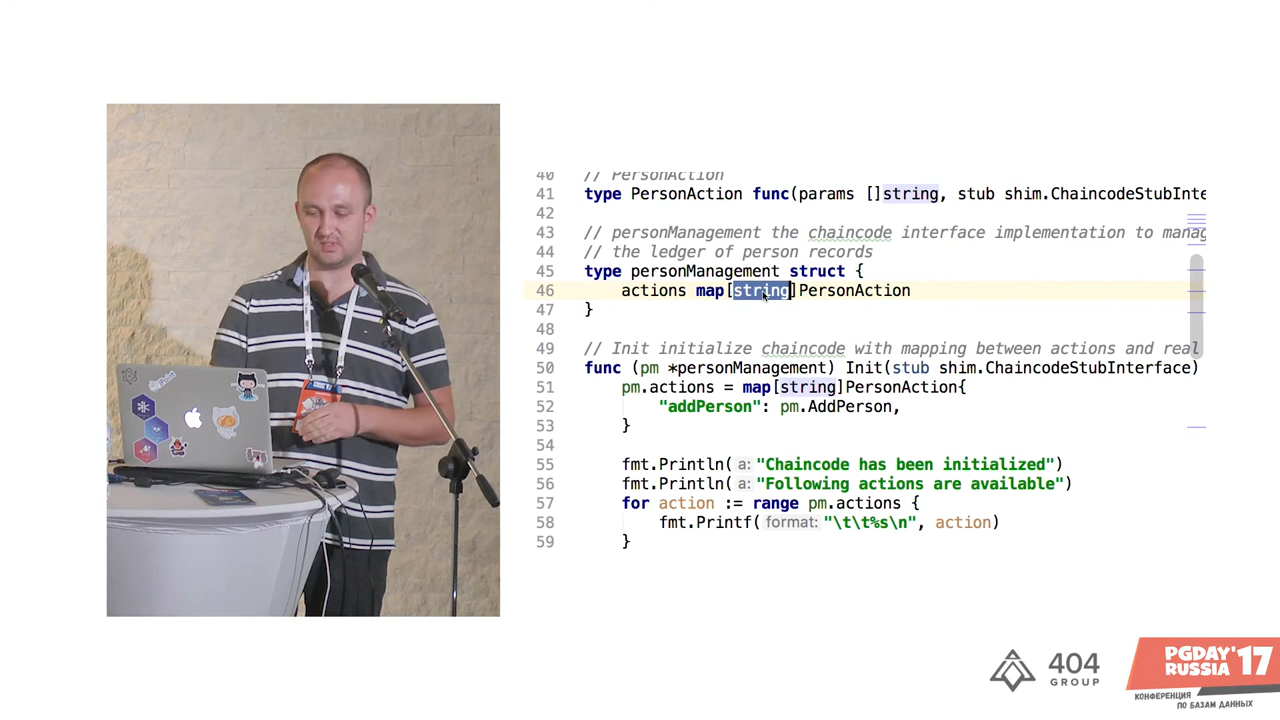 40 // PersonAction
41 type PersonAction func(params []string, stub shim.ChaincodeStubInte
42
43 // personManagement the chaincode interface implementation to manag
44 // the ledger of person records
45 type personManagement struct {
46 actions map[string]PersonAction
47 }
48
49 // Init initialize chaincode with mapping between actions and real
50 func (pm *personManagement) Init(stub shim.ChaincodeStubInterface)
51 pm.actions = map[string]PersonAction{
52 "addPerson": pm.AddPerson,
53 }
54
55 fmt.Println( a: "Chaincode has been initialized")
56 fmt.Println( a: "Following actions are available")
57 for action := range pm.actions {
58 fmt.Printf( format: "\t\t%s\n", action)
59 }
404
GROUP
PGDAY'17
RUSSIA
КОНФЕРЕНЦИЯ
ПО БАЗАМ ДАННЫХ